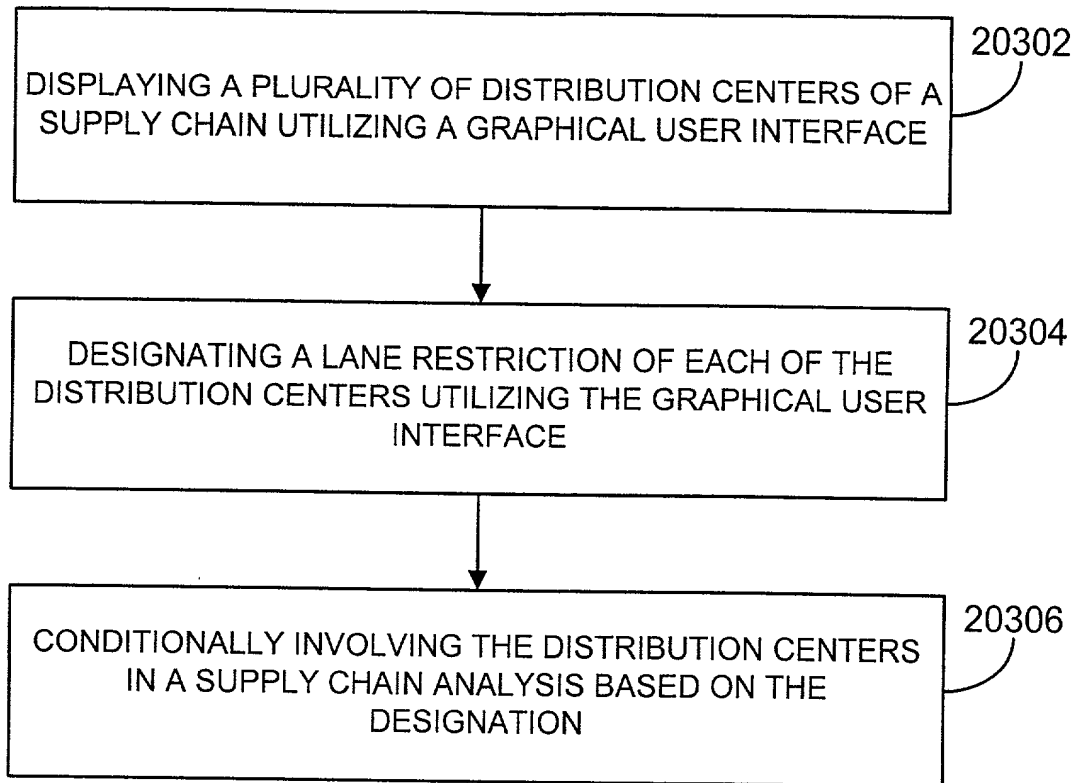 20302
DISPLAYING A PLURALITY OF DISTRIBUTION CENTERS OF A
SUPPLY CHAIN UTILIZING A GRAPHICAL USER INTERFACE
20304
DESIGNATING A LANE RESTRICTION OF EACH OF THE
DISTRIBUTION CENTERS UTILIZING THE GRAPHICAL USER
INTERFACE
20306
CONDITIONALLY INVOLVING THE DISTRIBUTION CENTERS
IN A SUPPLY CHAIN ANALYSIS BASED ON THE
DESIGNATION